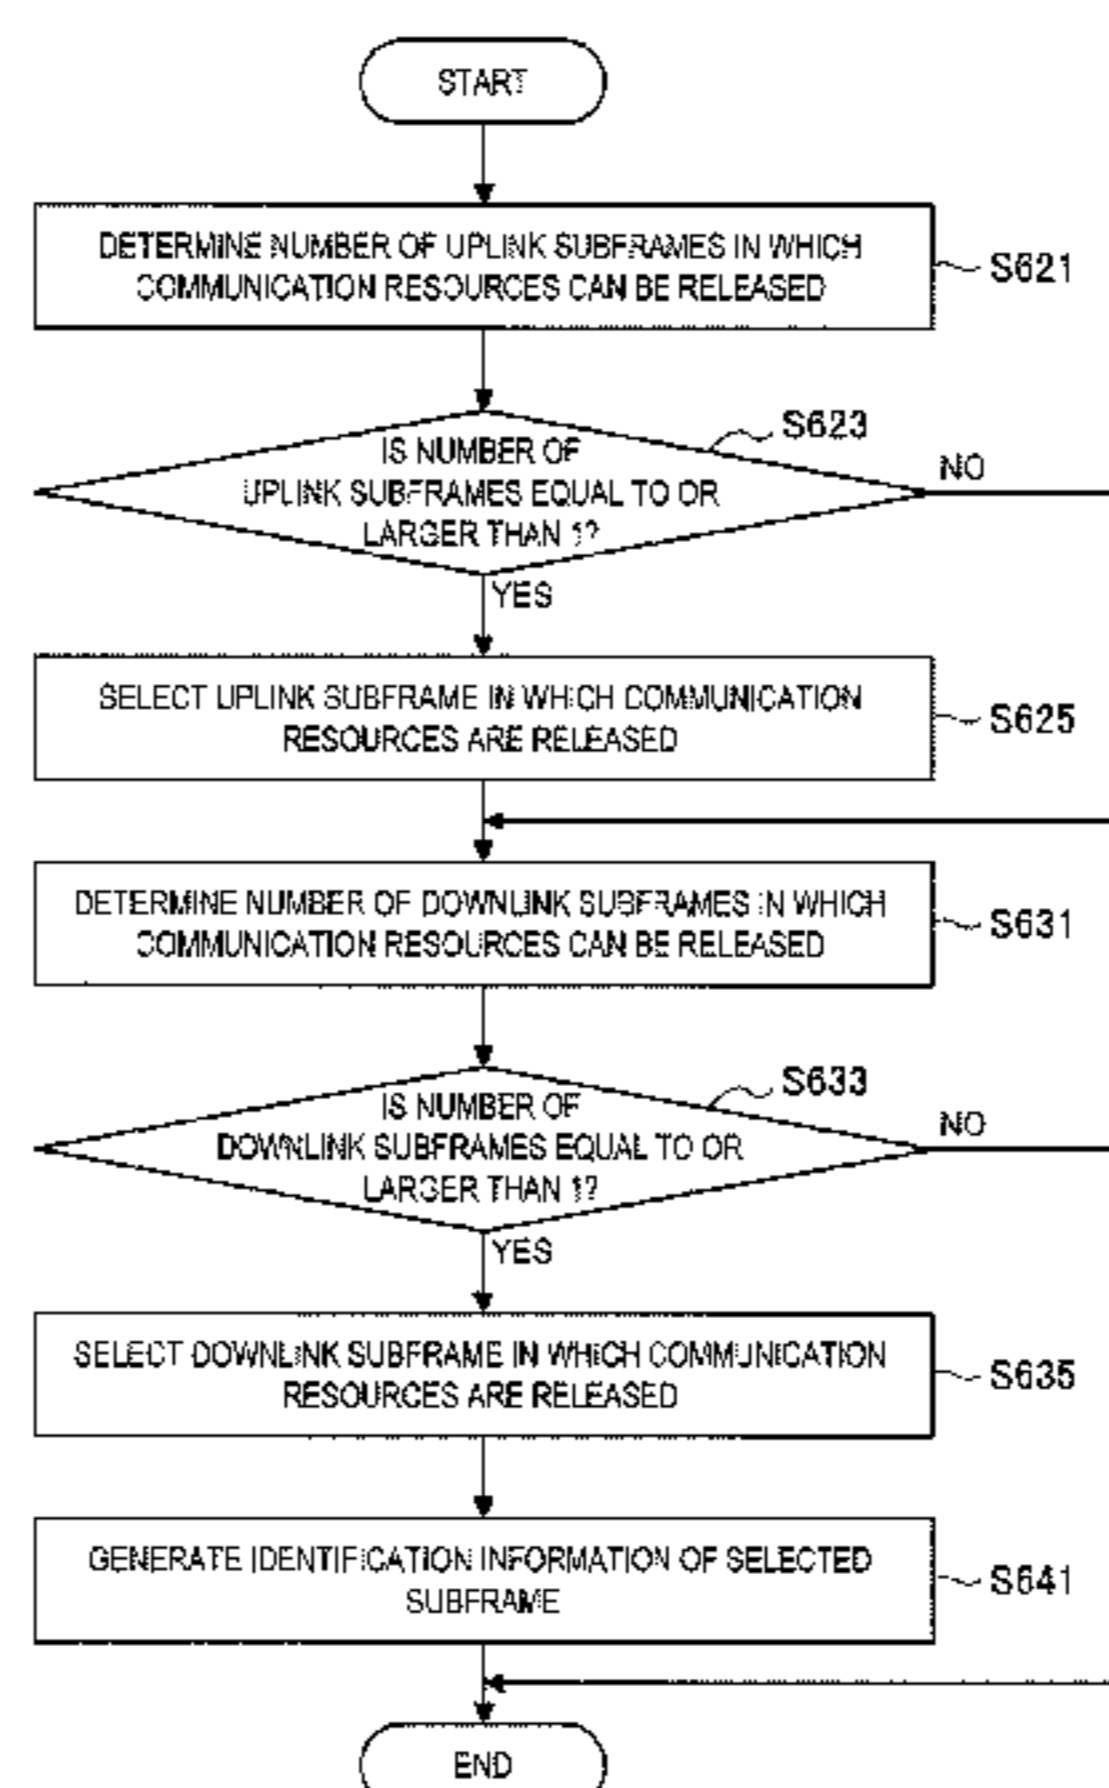 START
DETERMINE NUMBER OF UPLINK SUBFRAMES IN WHICH
COMMUNICATION RESOURCES CAN BE RELEASED
S621
S623
IS NUMBER OF
UPLINK SUBFRAMES EQUAL TO OR
LARGER THAN 1?
NO
YES
SELECT UPLINK SUBFRAME IN WHICH COMMUNICATION
RESOURCES ARE RELEASED
S625
DETERMINE NUMBER OF DOWNLINK SUBFRAMES IN WHICH
COMMUNICATION RESOURCES CAN BE RELEASED
S631
S633
IS NUMBER OF
DOWNLINK SUBFRAMES EQUAL TO OR
LARGER THAN 1?
NO
YES
SELECT DOWNLINK SUBFRAME IN WHICH COMMUNICATION
RESOURCES ARE RELEASED
S635
GENERATE IDENTIFICATION INFORMATION OF SELECTED
SUBFRAME
S641
END